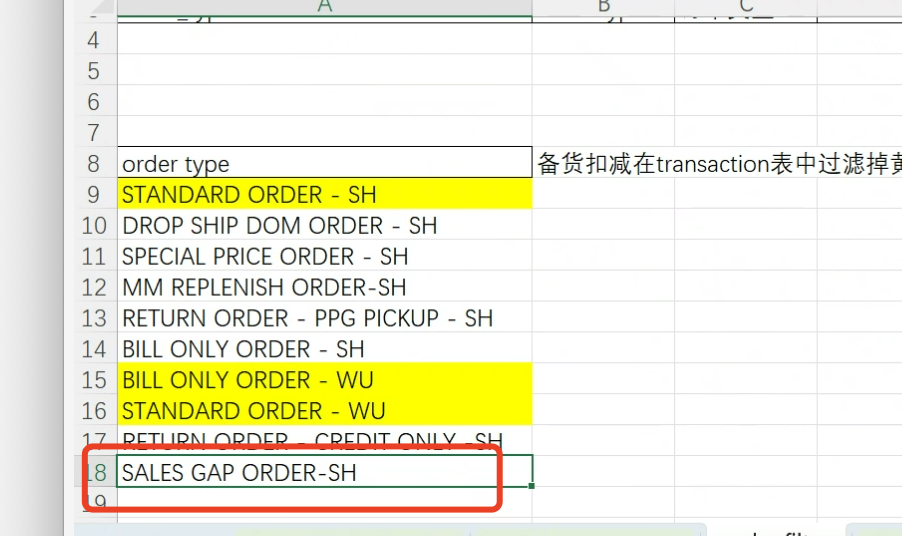 A B C
4
5
6
7
8 order type 备货扣减在transaction表中过滤掉
9 STANDARD ORDER - SH
10 DROP SHIP DOM ORDER - SH
11 SPECIAL PRICE ORDER - SH
12 MM REPLENISH ORDER-SH
13 RETURN ORDER - PPG PICKUP - SH
14 BILL ONLY ORDER - SH
15 BILL ONLY ORDER - WU
16 STANDARD ORDER - WU
17 RETURN ORDER - CREDIT ONLY -SH
18 SALES GAP ORDER-SH
19